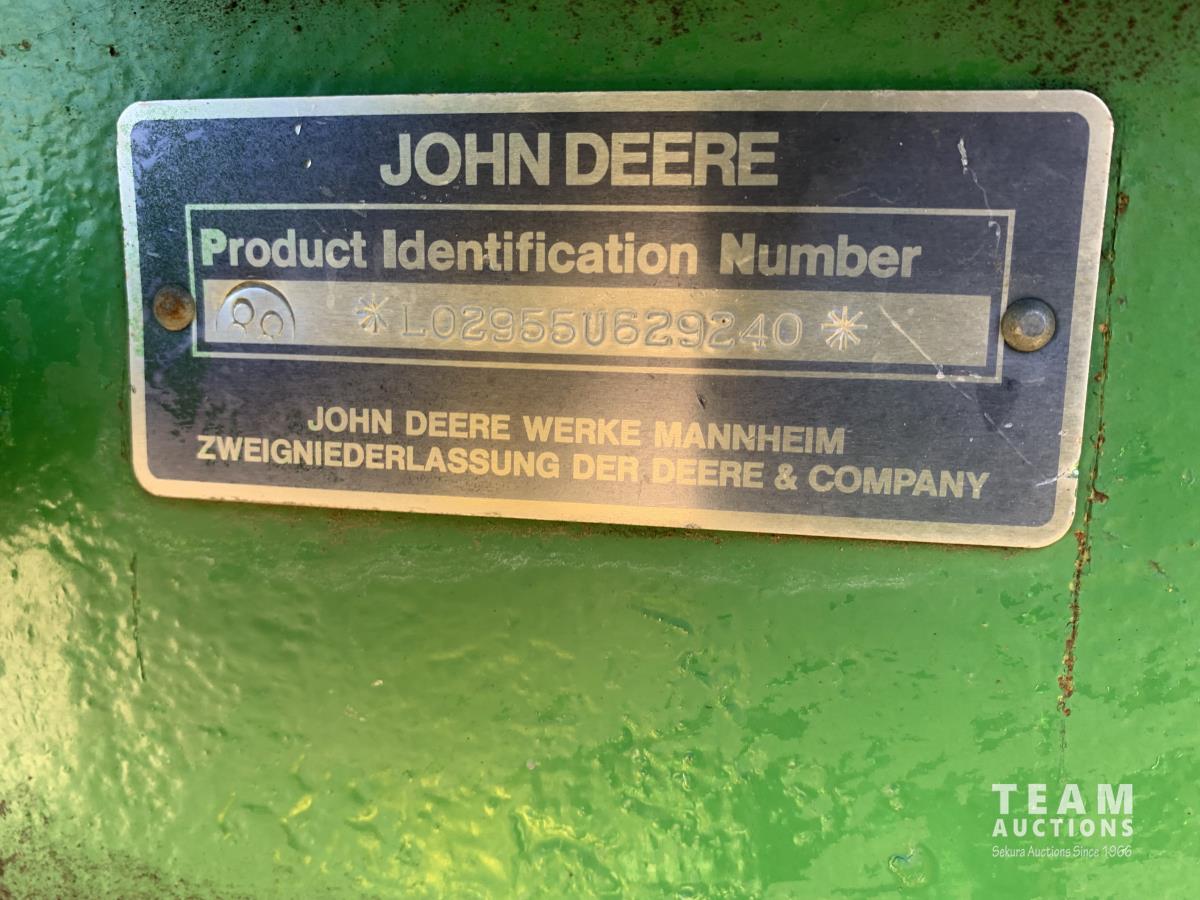 JOHN DEERE
Product Identification Number
*L02955U629240*
JOHN DEERE WERKE MANNHEIM
ZWEIGNIEDERLASSUNG DER DEERE & COMPANY
TEAM
AUCTIONS
Sekura Auctions Since 1966